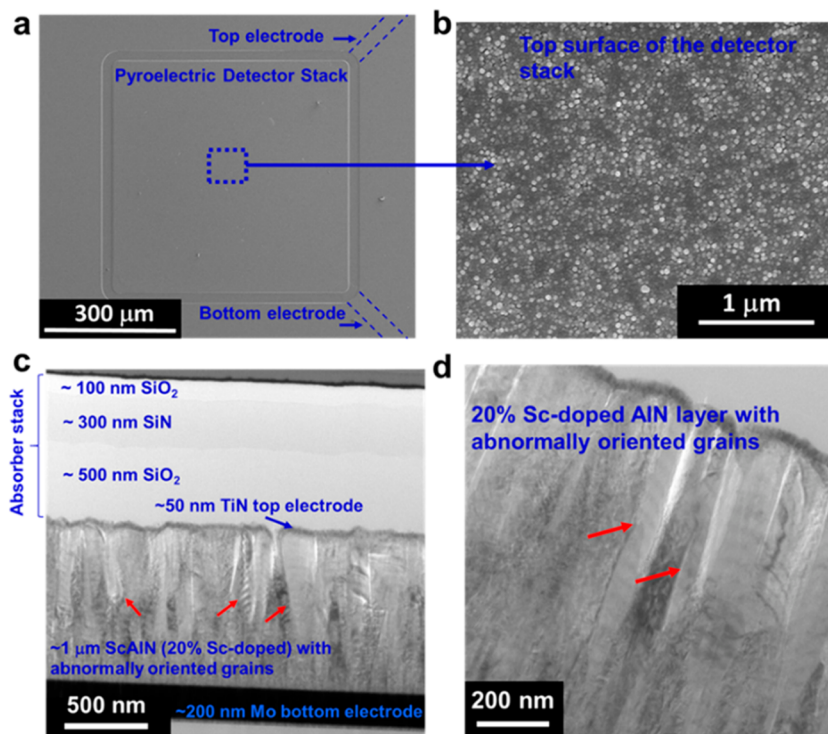 a
Top electrode
Pyroelectric Detector Stack
300 μm
Bottom electrode
b
Top surface of the detector
stack
1 μm
c
Absorber stack
~ 100 nm SiO₂
~ 300 nm SiN
~ 500 nm SiO₂
~50 nm TiN top electrode
~1 μm ScAlN (20% Sc-doped) with
abnormally oriented grains
~200 nm Mo bottom electrode
500 nm
d
20% Sc-doped AlN layer with
abnormally oriented grains
200 nm